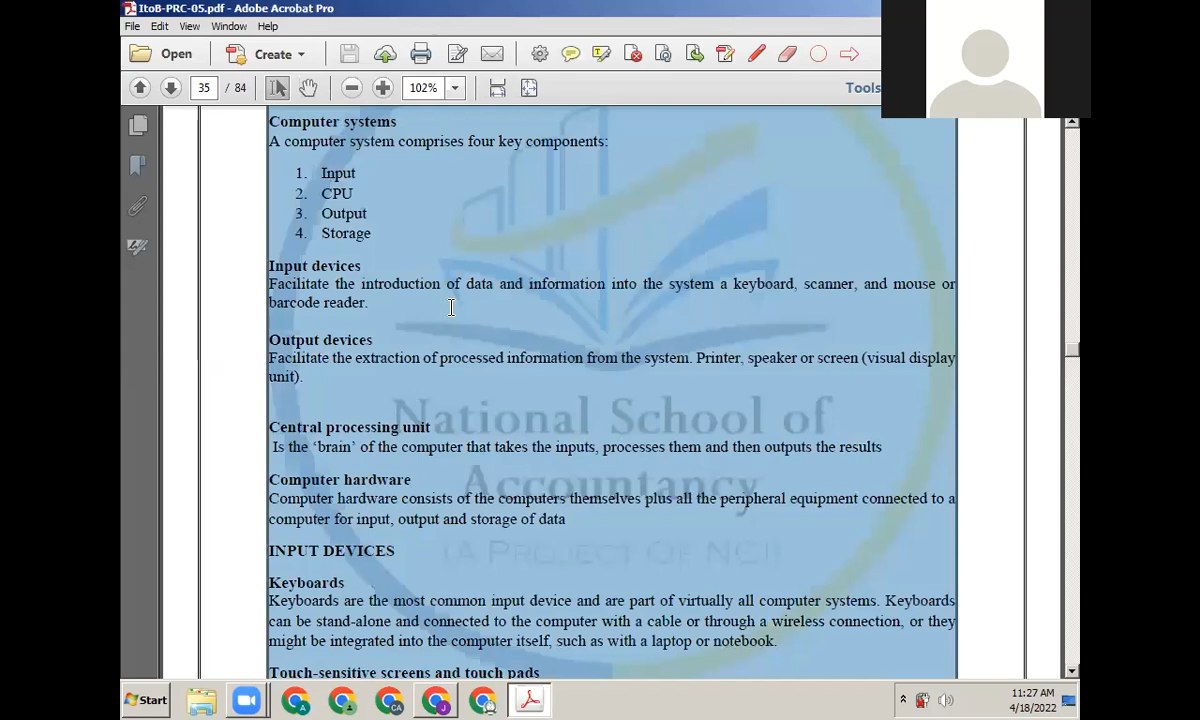 ItoB-PRC-05.pdf - Adobe Acrobat Pro
File Edit View Window Help
Open Create
35 / 84 102% Tools
Computer systems
A computer system comprises four key components:
1. Input
2. CPU
3. Output
4. Storage
Input devices
Facilitate the introduction of data and information into the system a keyboard, scanner, and mouse or
barcode reader.
Output devices
Facilitate the extraction of processed information from the system. Printer, speaker or screen (visual display
unit).
National School of
Central processing unit
Is the ‘brain’ of the computer that takes the inputs, processes them and then outputs the results
Accountancy
Computer hardware
Computer hardware consists of the computers themselves plus all the peripheral equipment connected to a
computer for input, output and storage of data
INPUT DEVICES
A PROJECT OF
Keyboards
Keyboards are the most common input device and are part of virtually all computer systems. Keyboards
can be stand-alone and connected to the computer with a cable or through a wireless connection, or they
might be integrated into the computer itself, such as with a laptop or notebook.
Touch-sensitive screens and touch pads
Start A CA J 11:27 AM
4/18/2022